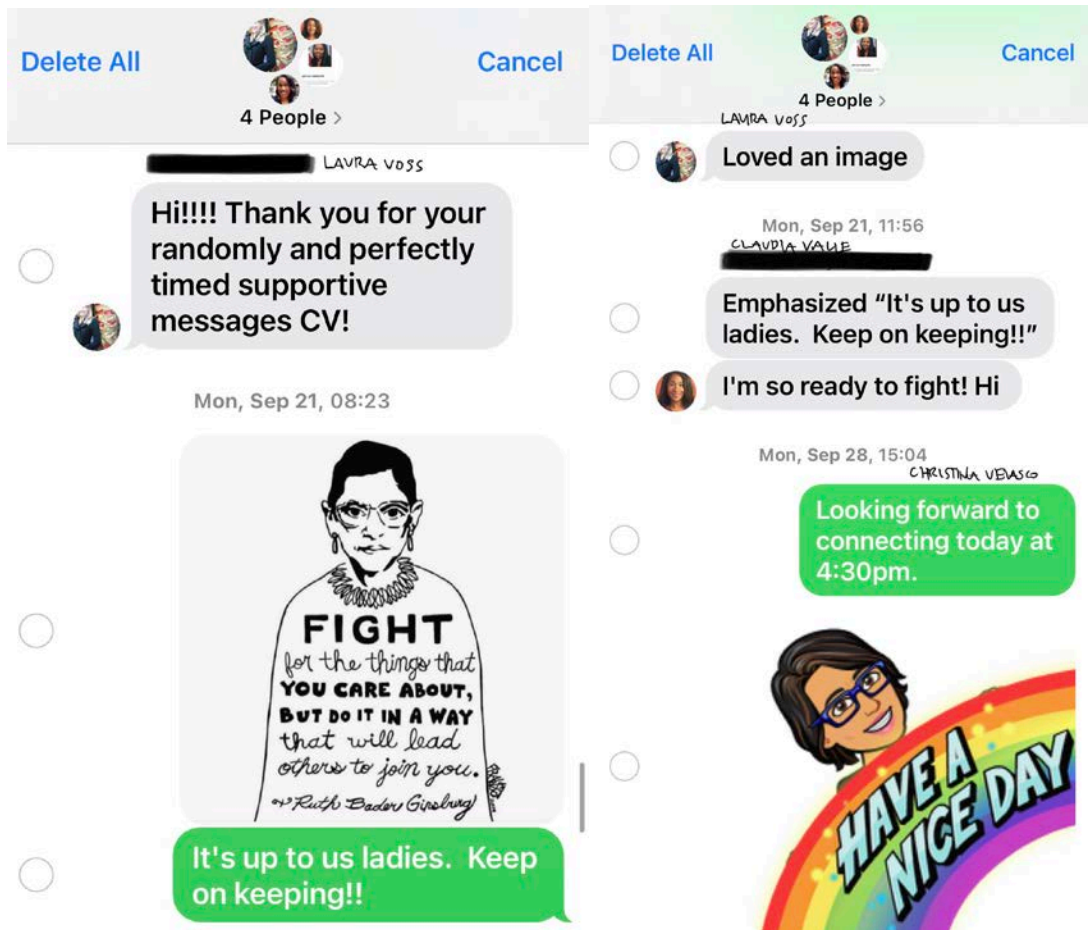 Delete All
Cancel
4 People >
LAURA VOSS
Hi!!!! Thank you for your
randomly and perfectly
timed supportive
messages CV!
Mon, Sep 21, 08:23
FIGHT
for the things that
YOU CARE ABOUT,
BUT DO IT IN A WAY
that will lead
others to join you.
Ruth Bader Ginsburg
It's up to us ladies.  Keep
on keeping!!
Delete All
Cancel
4 People >
LAURA VOSS
Loved an image
Mon, Sep 21, 11:56
CLAUDIA VALLE
Emphasized “It's up to us
ladies.  Keep on keeping!!”
I'm so ready to fight! Hi
Mon, Sep 28, 15:04
CHRISTINA VELASCO
Looking forward to
connecting today at
4:30pm.
HAVE A
NICE DAY